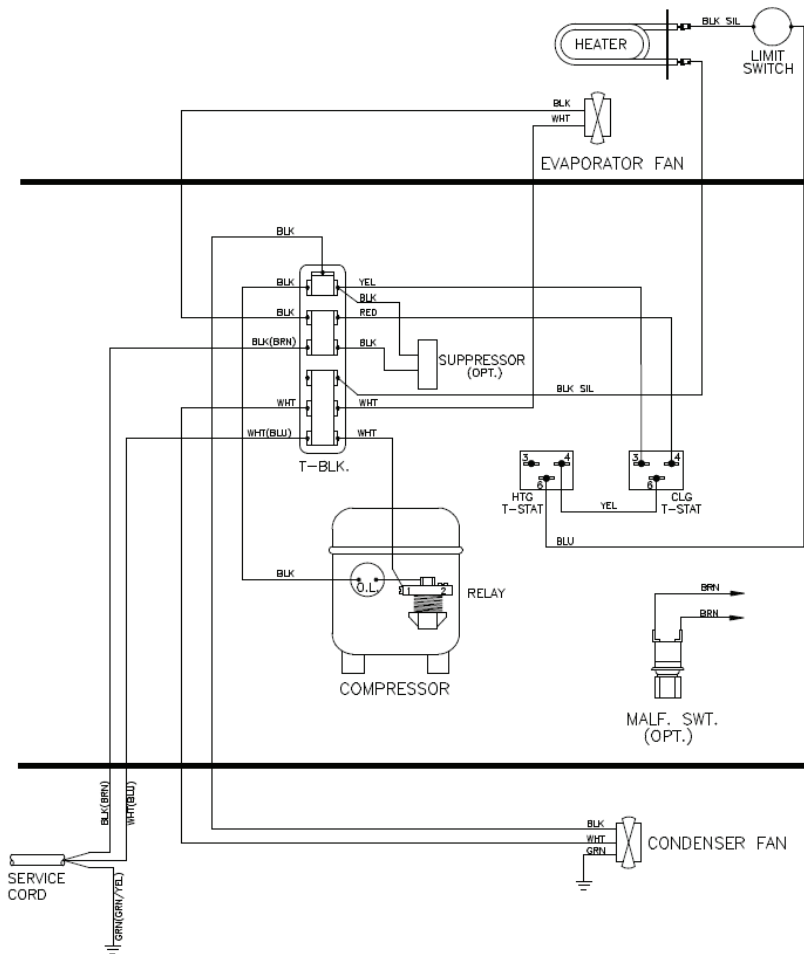 BLK SIL
HEATER
LIMIT
SWITCH
BLK
WHT
EVAPORATOR FAN
BLK
BLK
YEL
BLK
BLK
RED
BLK(BRN)
BLK
SUPPRESSOR
(OPT.)
BLK SIL
WHT
WHT
WHT(BLU)
WHT
T-BLK.
3
4
6
HTG
T-STAT
3
4
6
CLG
T-STAT
YEL
BLU
BLK
O.L.
1
2
RELAY
COMPRESSOR
BRN
BRN
MALF. SWT.
(OPT.)
BLK(BRN)
WHT(BLU)
BLK
WHT
GRN
CONDENSER FAN
SERVICE
CORD
GRN(GRN/YEL)